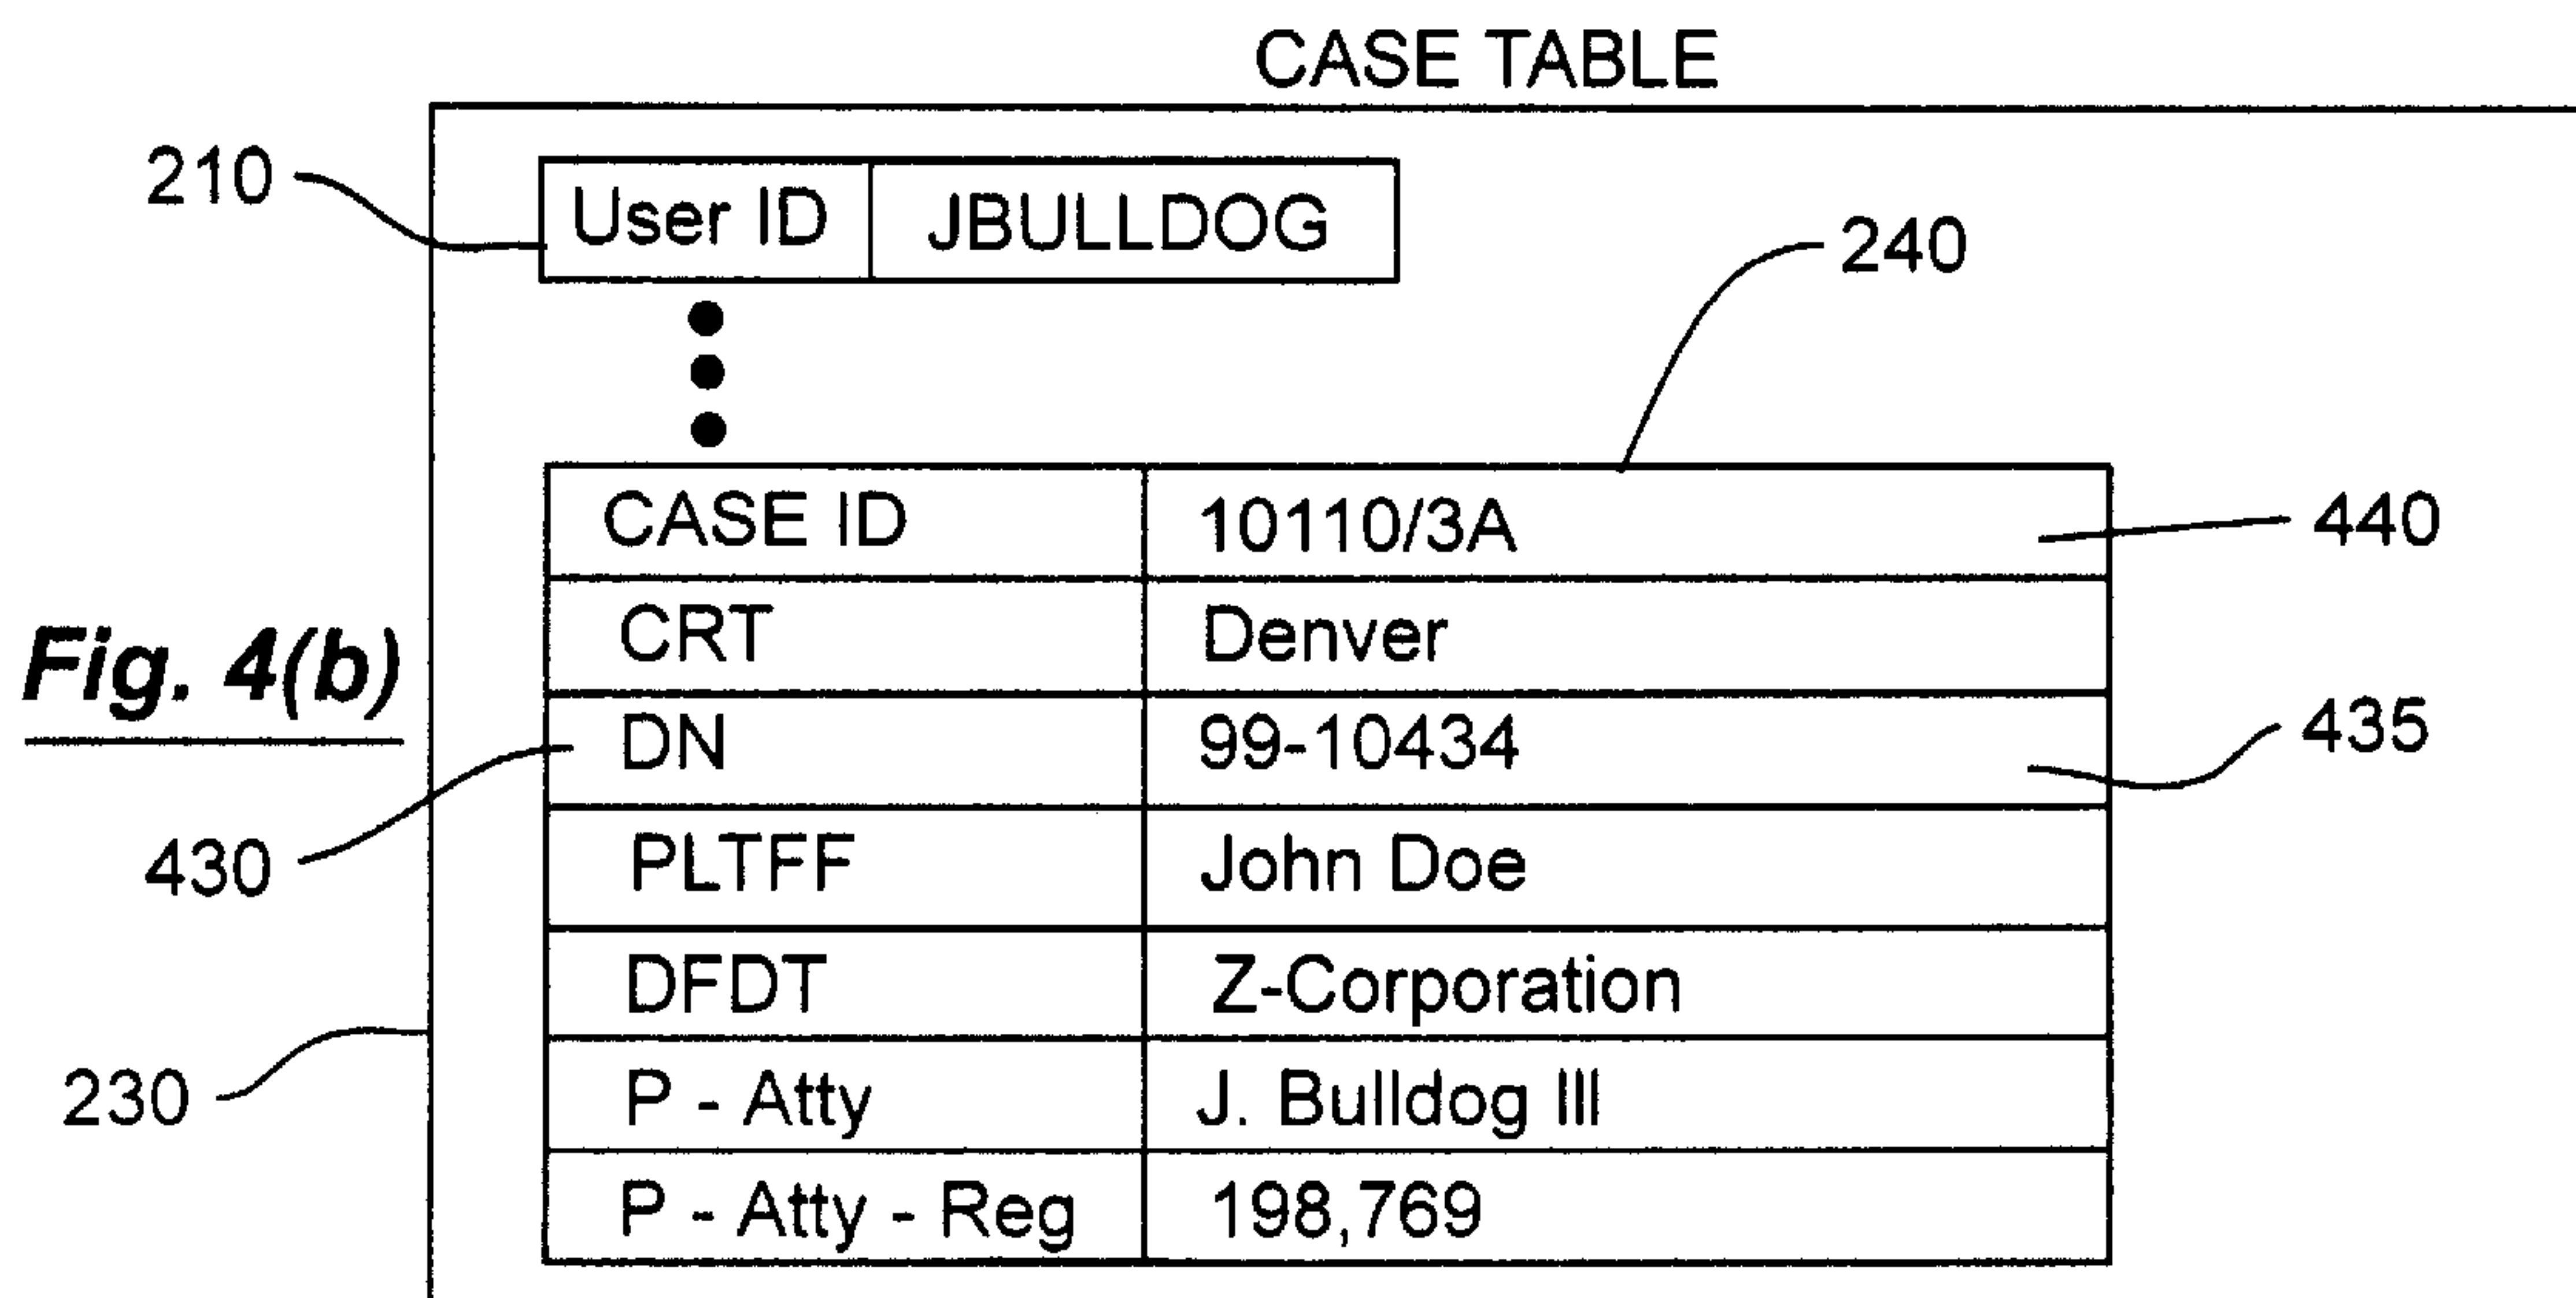 CASE TABLE
210
User ID JBULLDOG
240
CASE ID 10110/3A
440
CRT Denver
Fig. 4(b)
DN 99-10434
435
430
PLTFF John Doe
DFDT Z-Corporation
230
P - Atty J. Bulldog III
P - Atty - Reg 198,769